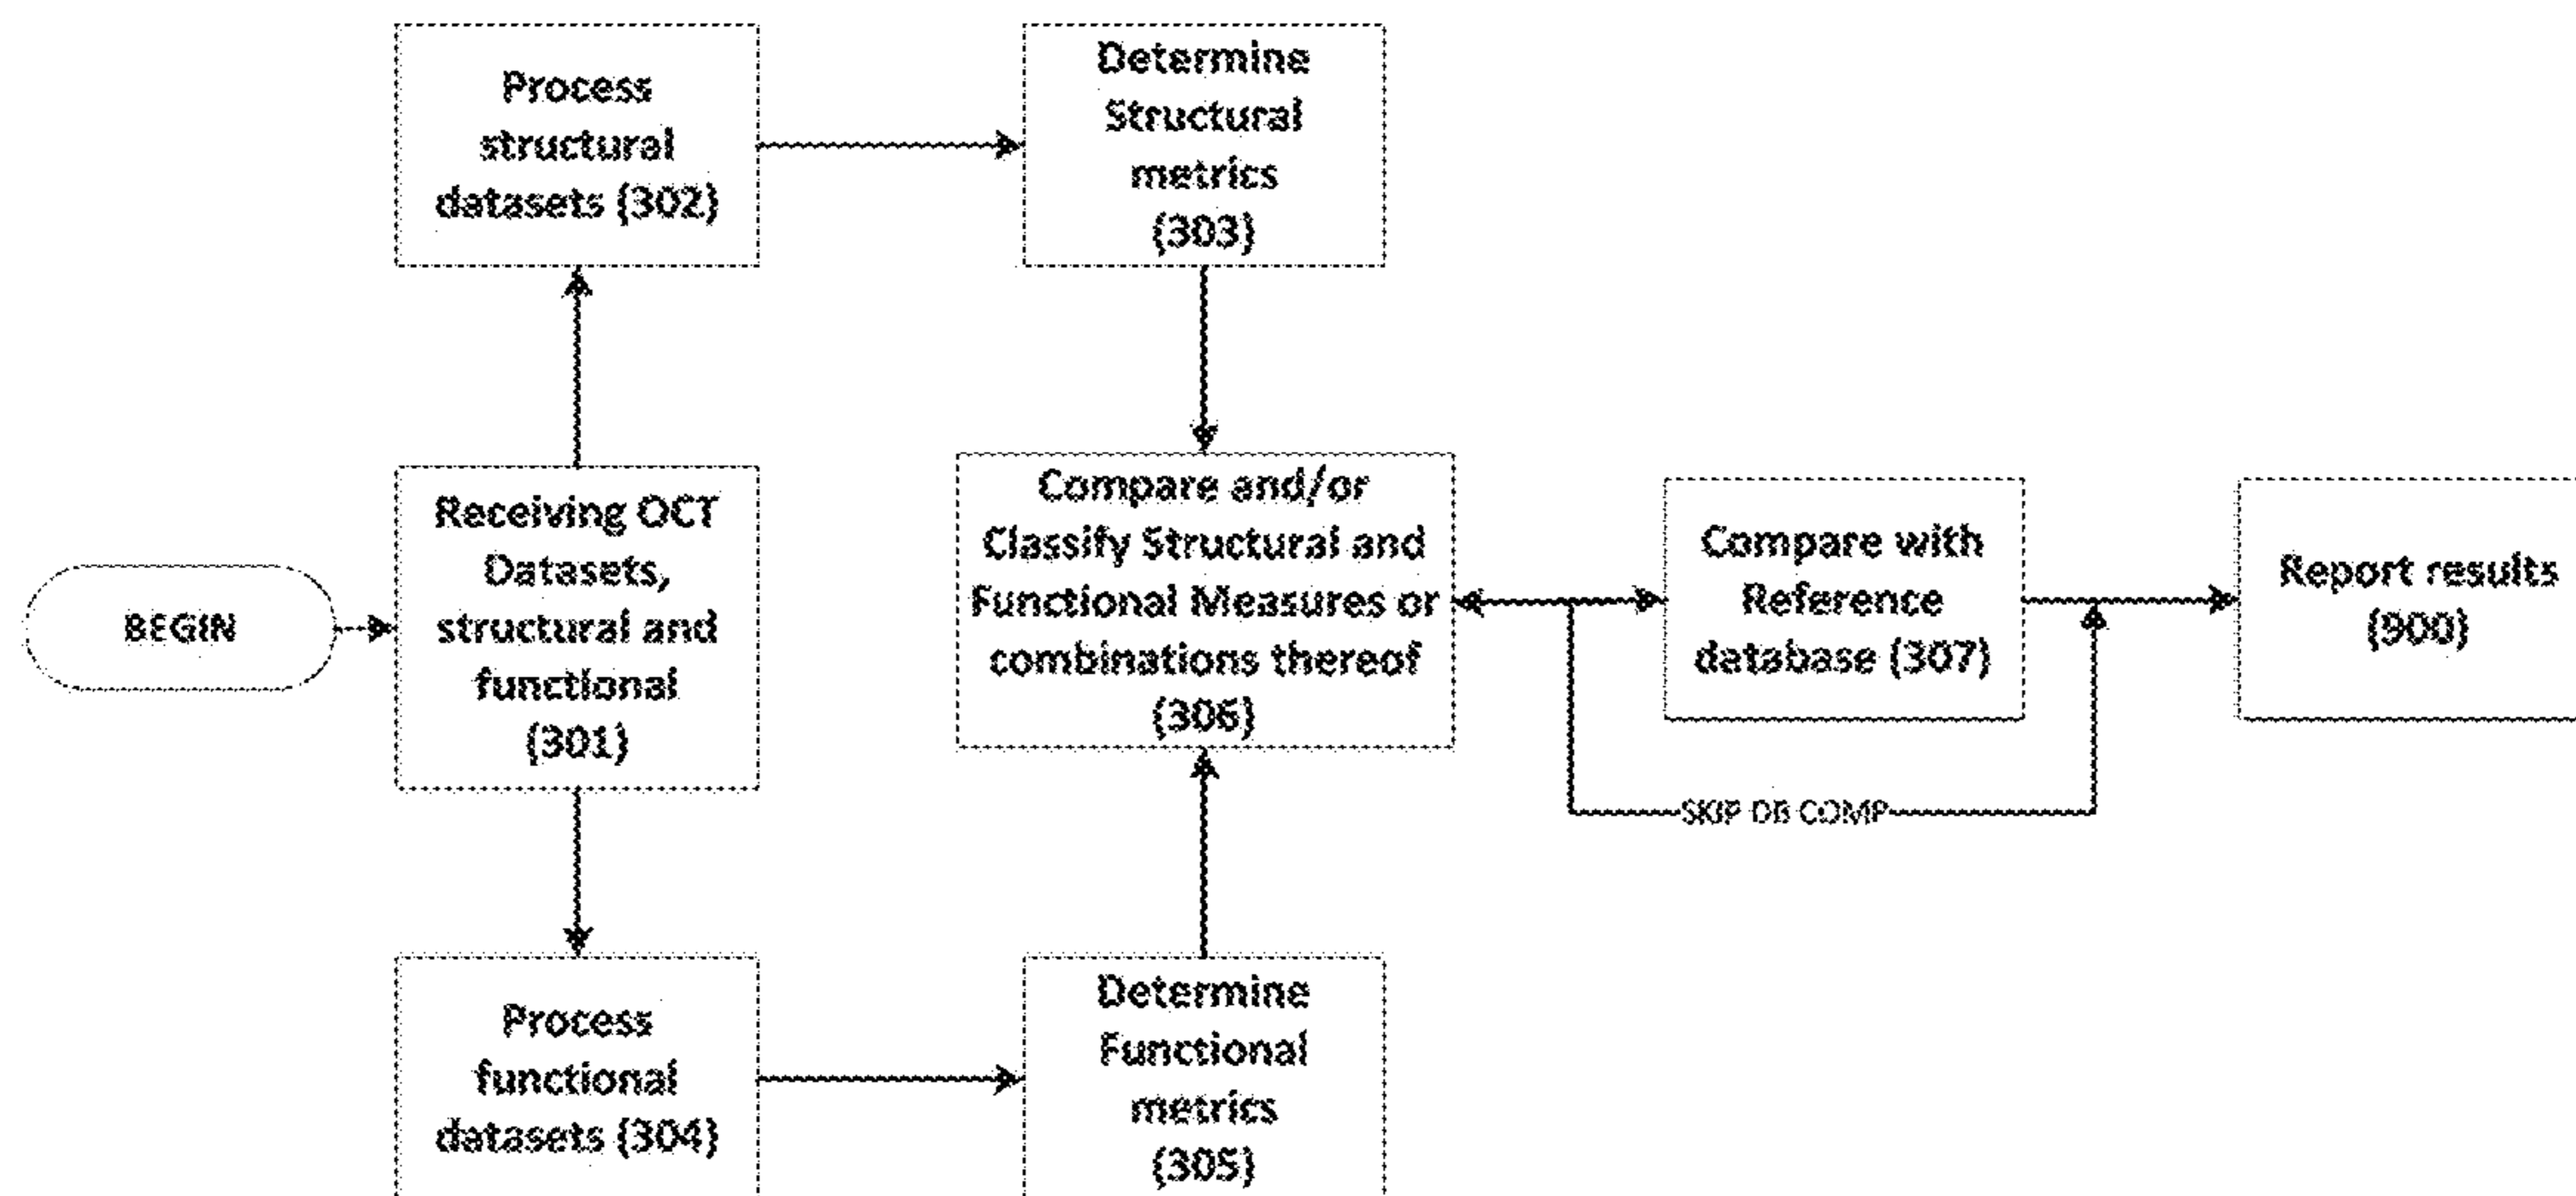 Process
structural
datasets (302)
Determine
Structural
metrics
(303)
BEGIN
Receiving OCT
Datasets,
structural and
functional
(301)
Compare and/or
Classify Structural and
Functional Measures or
combinations thereof
(306)
Compare with
Reference
database (307)
Report results
(900)
SKIP DB COMP
Process
functional
datasets (304)
Determine
Functional
metrics
(305)